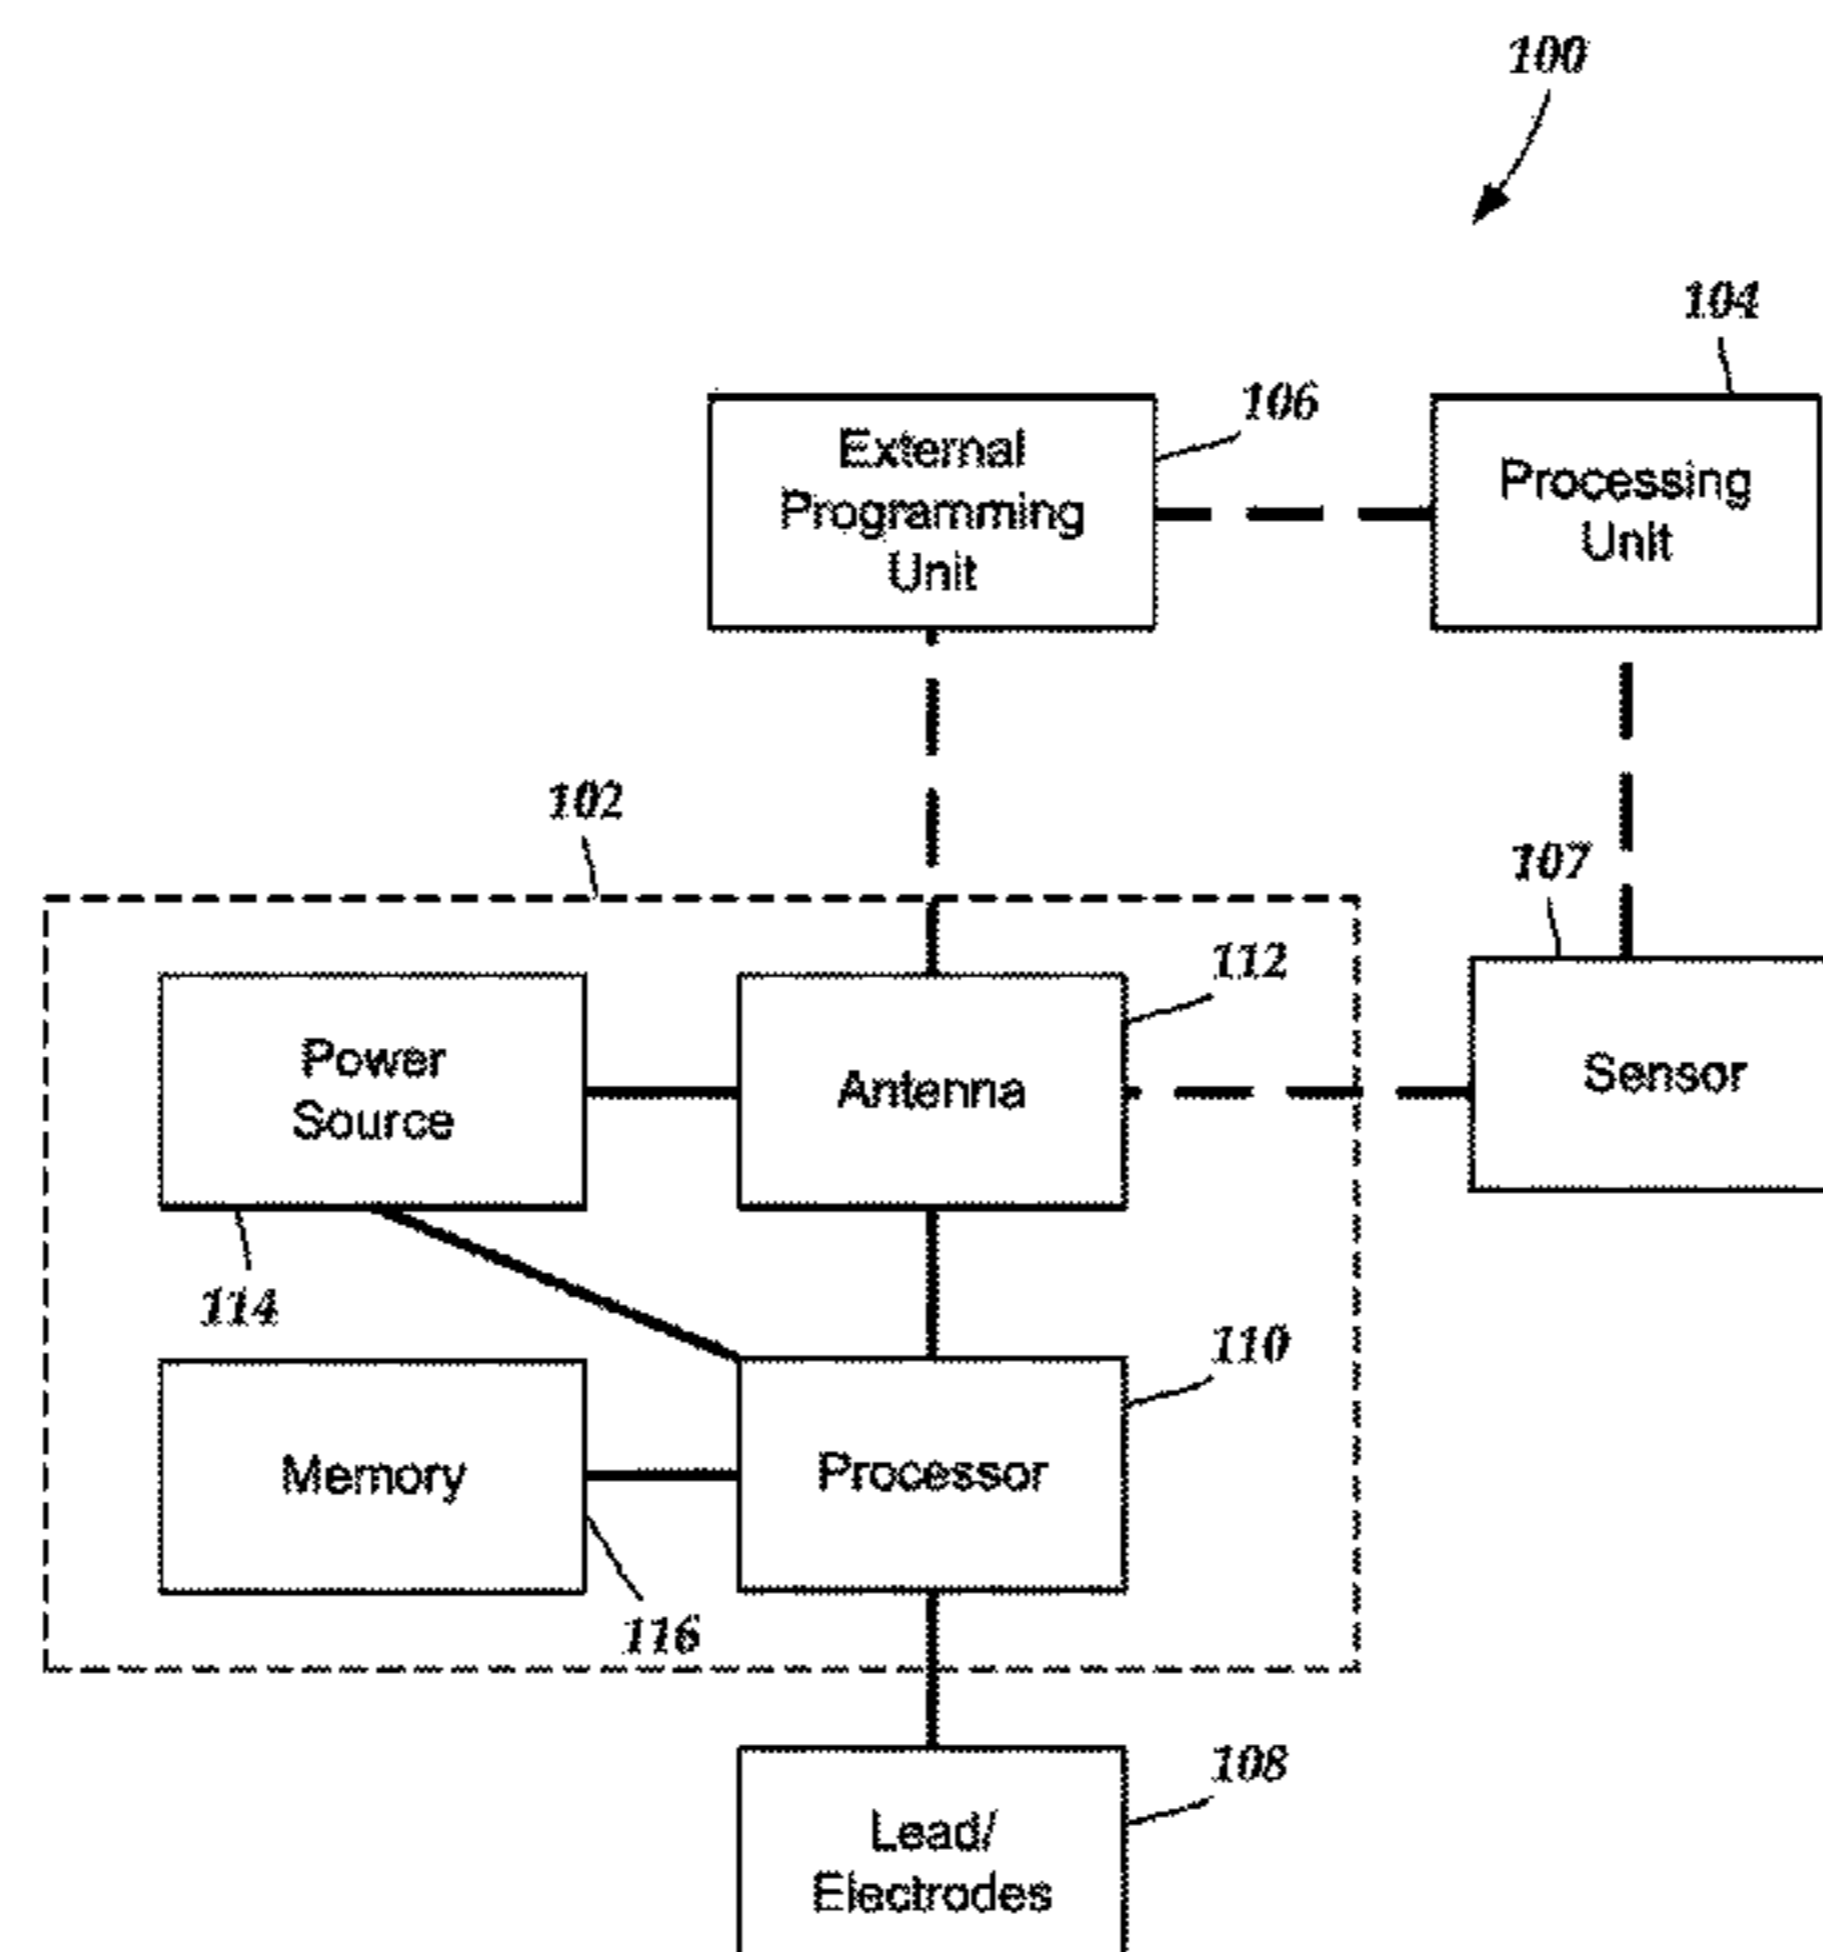 100
104
106
External
Programming
Unit
Processing
Unit
102
107
112
Power
Source
Antenna
Sensor
114
110
Memory
Processor
116
108
Lead/
Electrodes